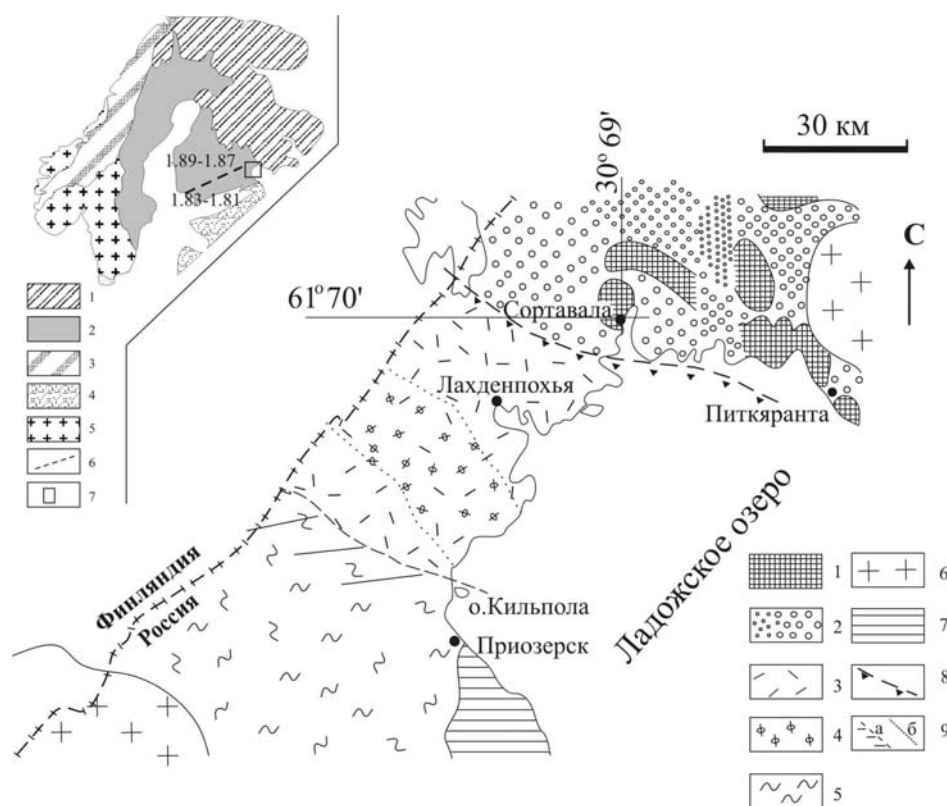 1.89-1.87
1.83-1.81
1
2
3
4
5
6
7
30 км
30° 69'
С
61° 70'
Сортавала
Лахденпохья
Питкяранта
Ладожское озеро
Финляндия
Россия
о.Кильпола
Приозерск
1
2
3
4
5
6
7
8
а б 9